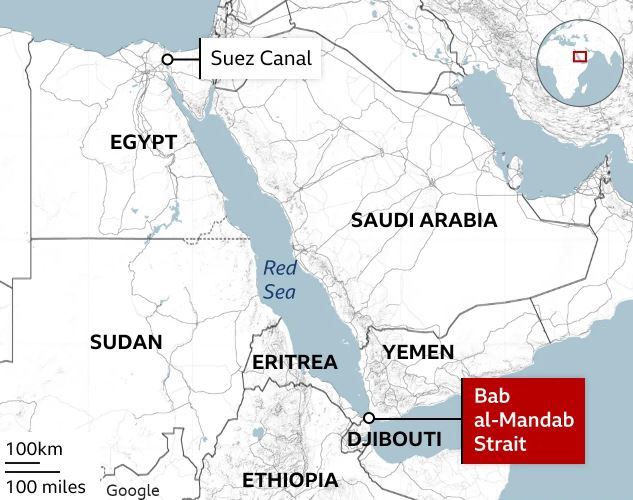 Suez Canal
EGYPT
SAUDI ARABIA
Red
Sea
SUDAN
ERITREA
YEMEN
Bab
al-Mandab
Strait
DJIBOUTI
ETHIOPIA
100km
100 miles
Google